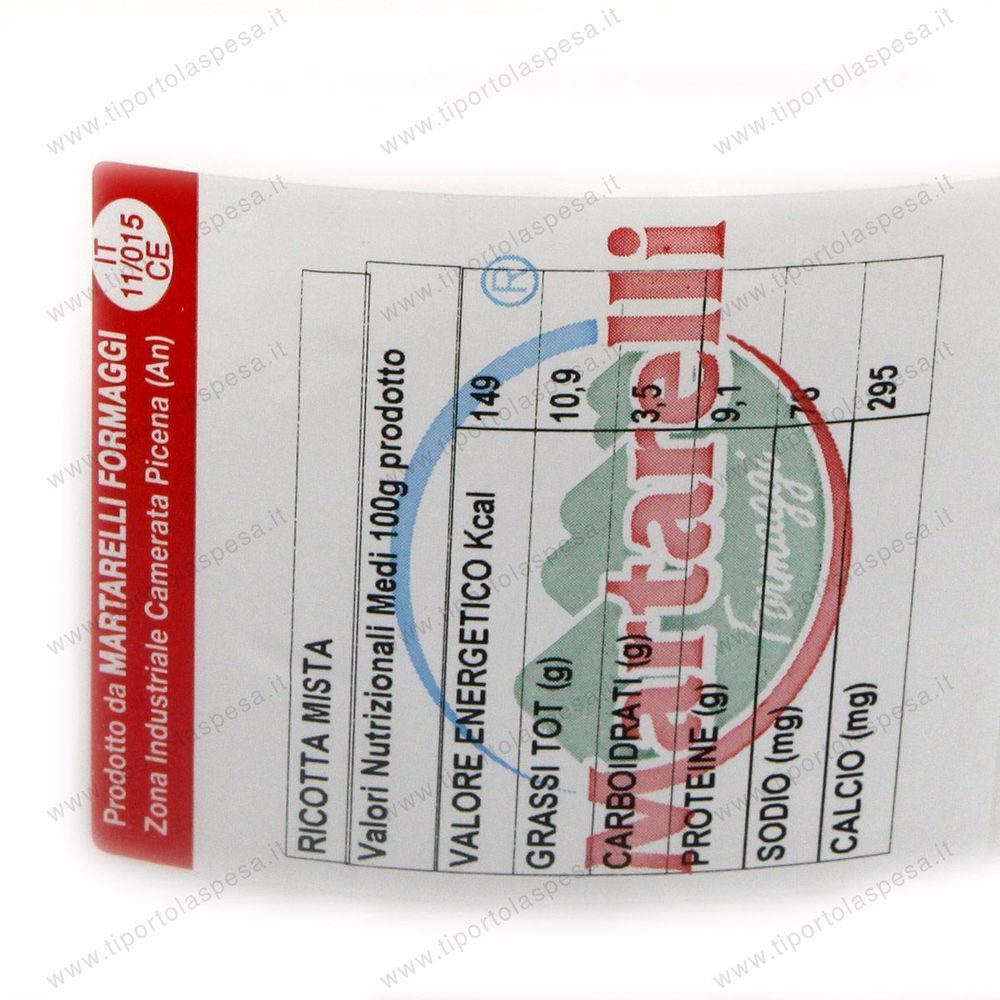 IT
11/015
CE
Prodotto da MARTARELLI FORMAGGI
Zona Industriale Camerata Picena (An)
RICOTTA MISTA
Valori Nutrizionali Medi 100g prodotto
VALORE ENERGETICO Kcal 149
GRASSI TOT (g) 10,9
CARBOIDRATI (g) 3,5
PROTEINE (g) 9,1
SODIO (mg) 78
CALCIO (mg) 295
Martarelli
Formaggi
®
www.tiportolaspesa.it